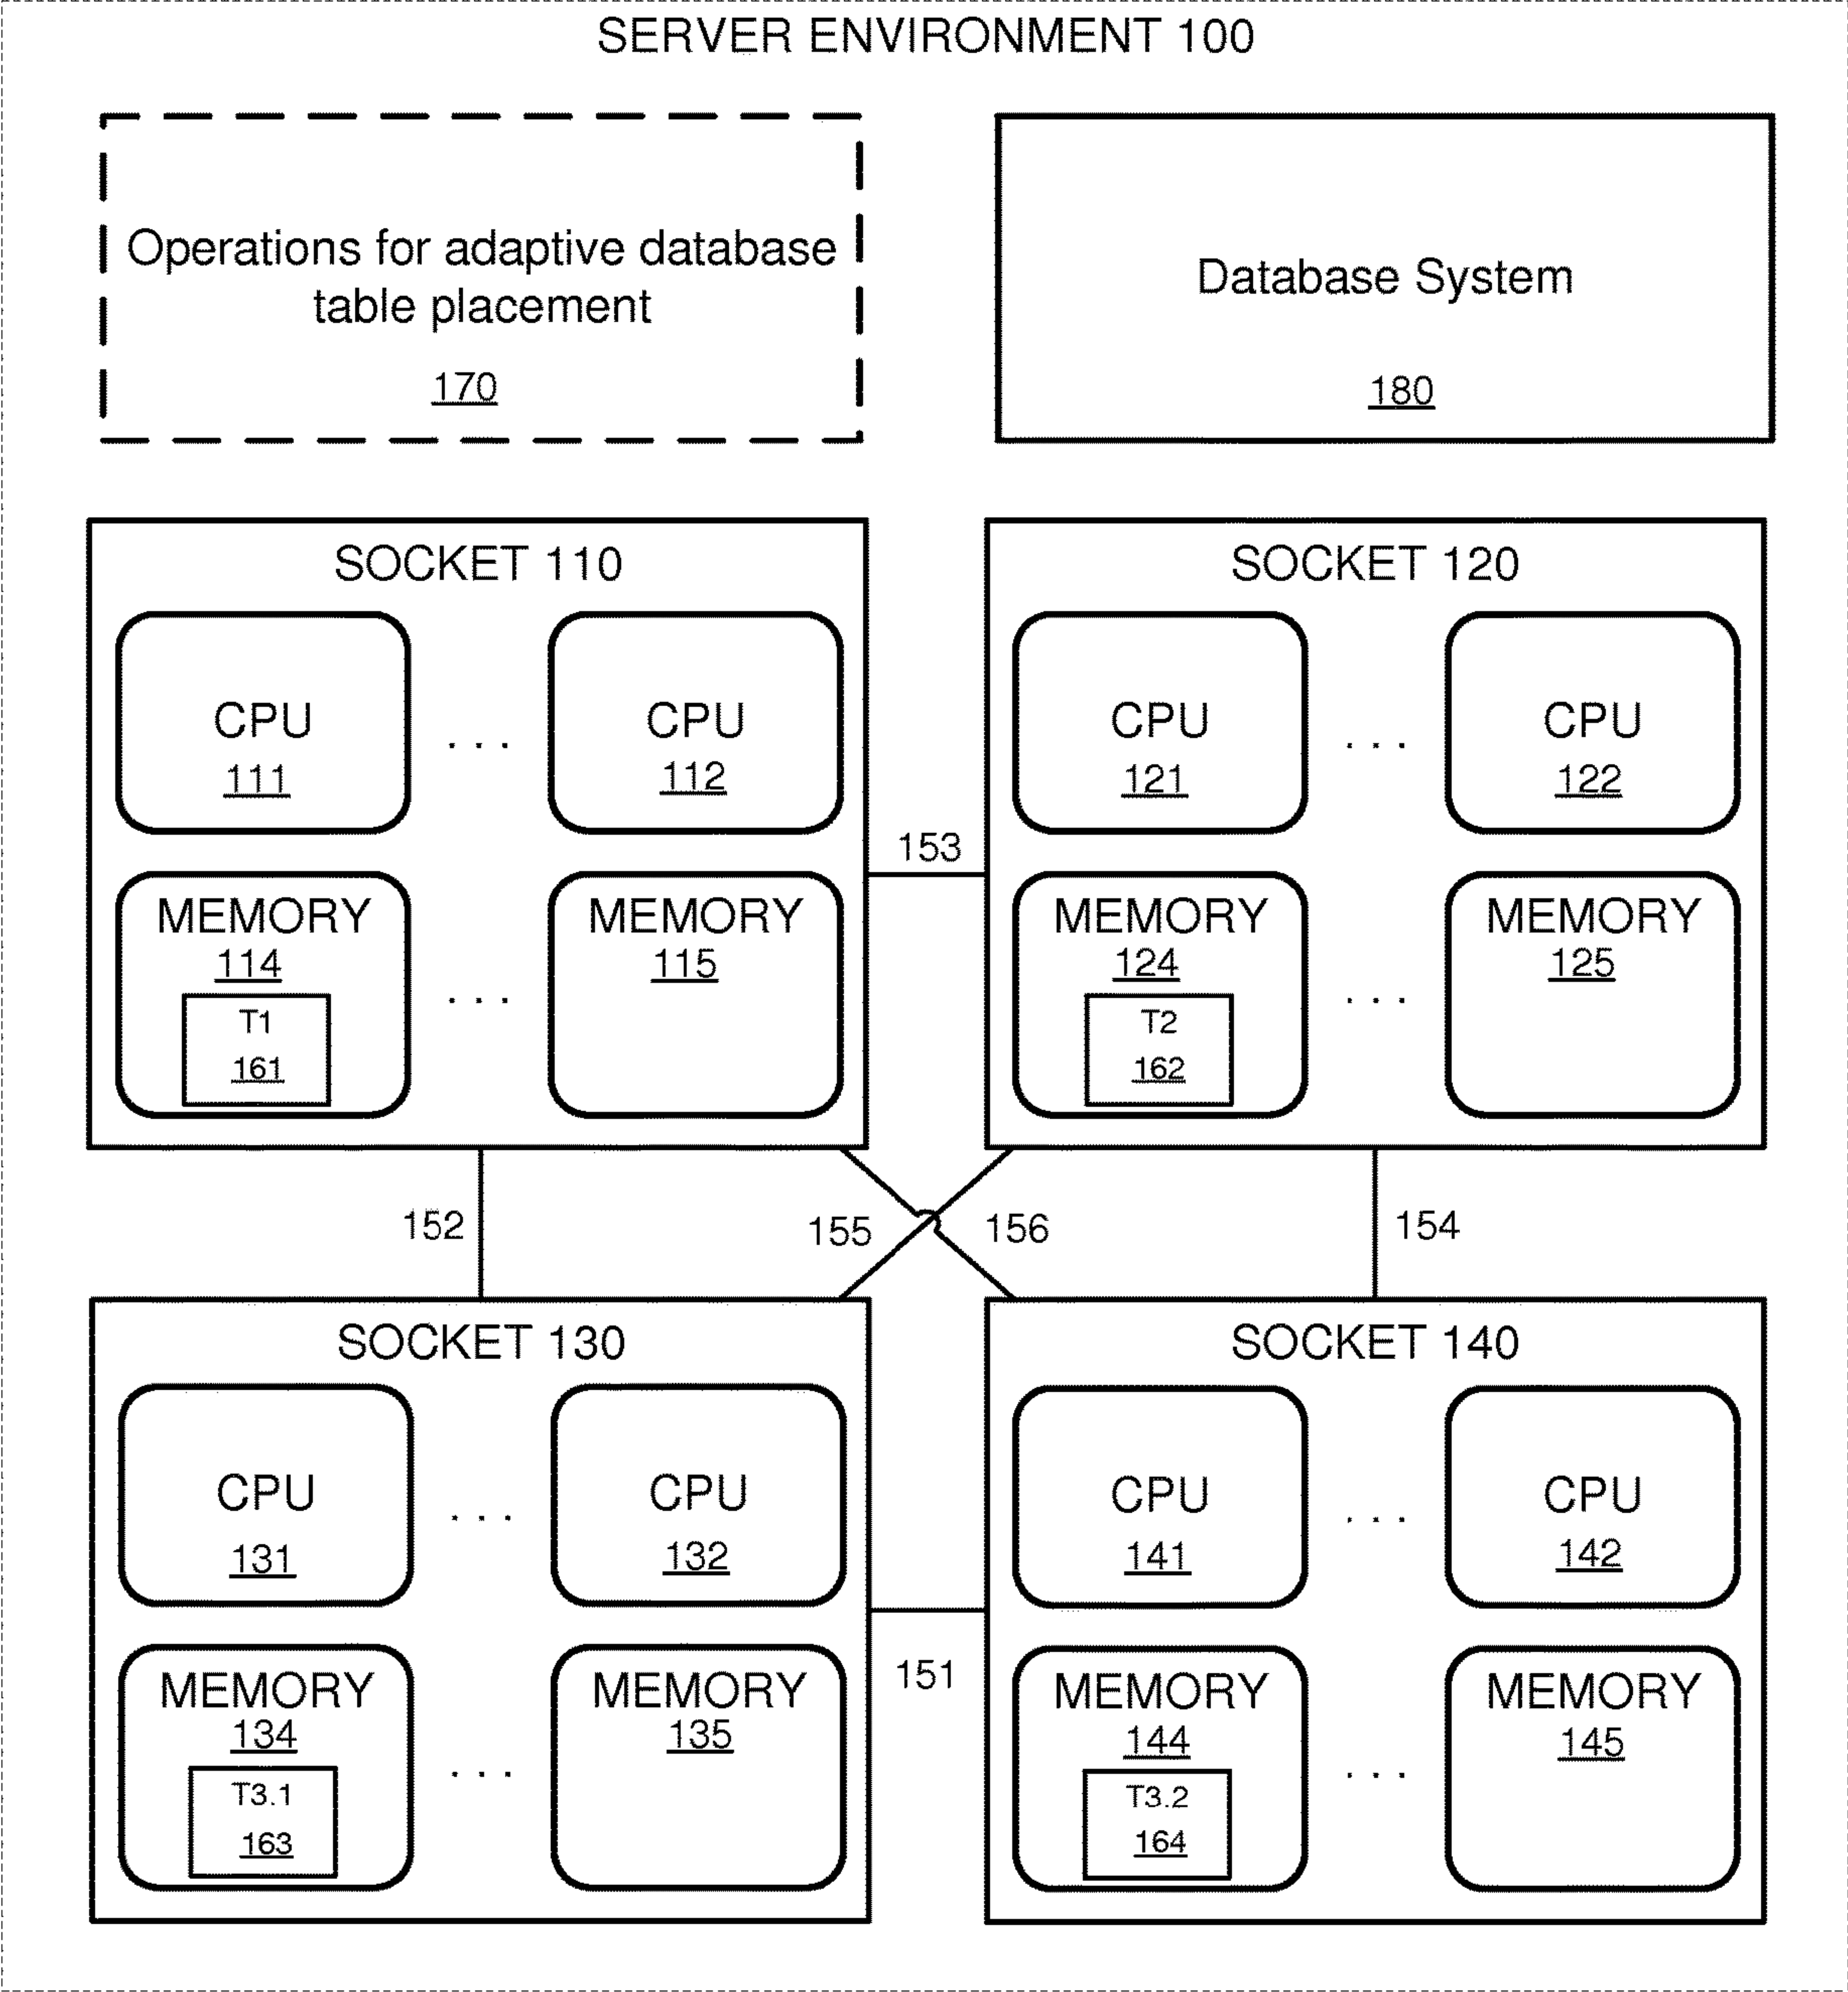 SERVER ENVIRONMENT 100
Operations for adaptive database
table placement
170
Database System
180
SOCKET 110
CPU
111
. . .
CPU
112
MEMORY
114
T1
161
. . .
MEMORY
115
153
SOCKET 120
CPU
121
. . .
CPU
122
MEMORY
124
T2
162
. . .
MEMORY
125
152
155
156
154
SOCKET 130
CPU
131
. . .
CPU
132
MEMORY
134
T3.1
163
. . .
MEMORY
135
151
SOCKET 140
CPU
141
. . .
CPU
142
MEMORY
144
T3.2
164
. . .
MEMORY
145